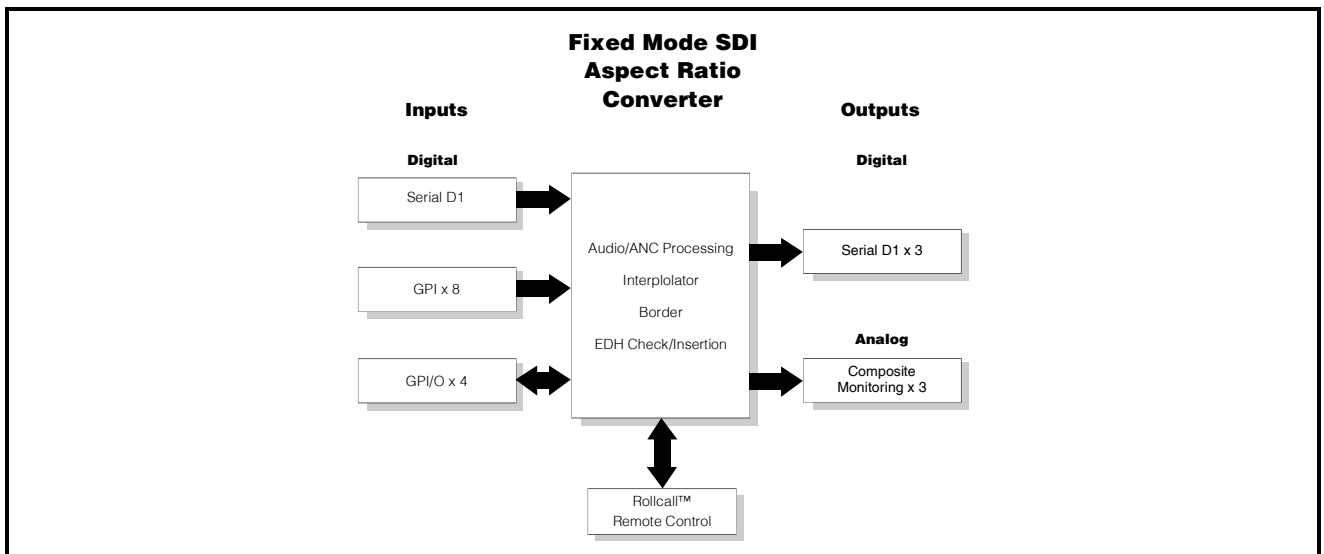 Fixed Mode SDI
Aspect Ratio
Converter
Inputs
Outputs
Digital
Digital
Serial D1
GPI x 8
GPI/O x 4
Audio/ANC Processing
Interplolator
Border
EDH Check/Insertion
Serial D1 x 3
Analog
Composite
Monitoring x 3
Rollcall™
Remote Control